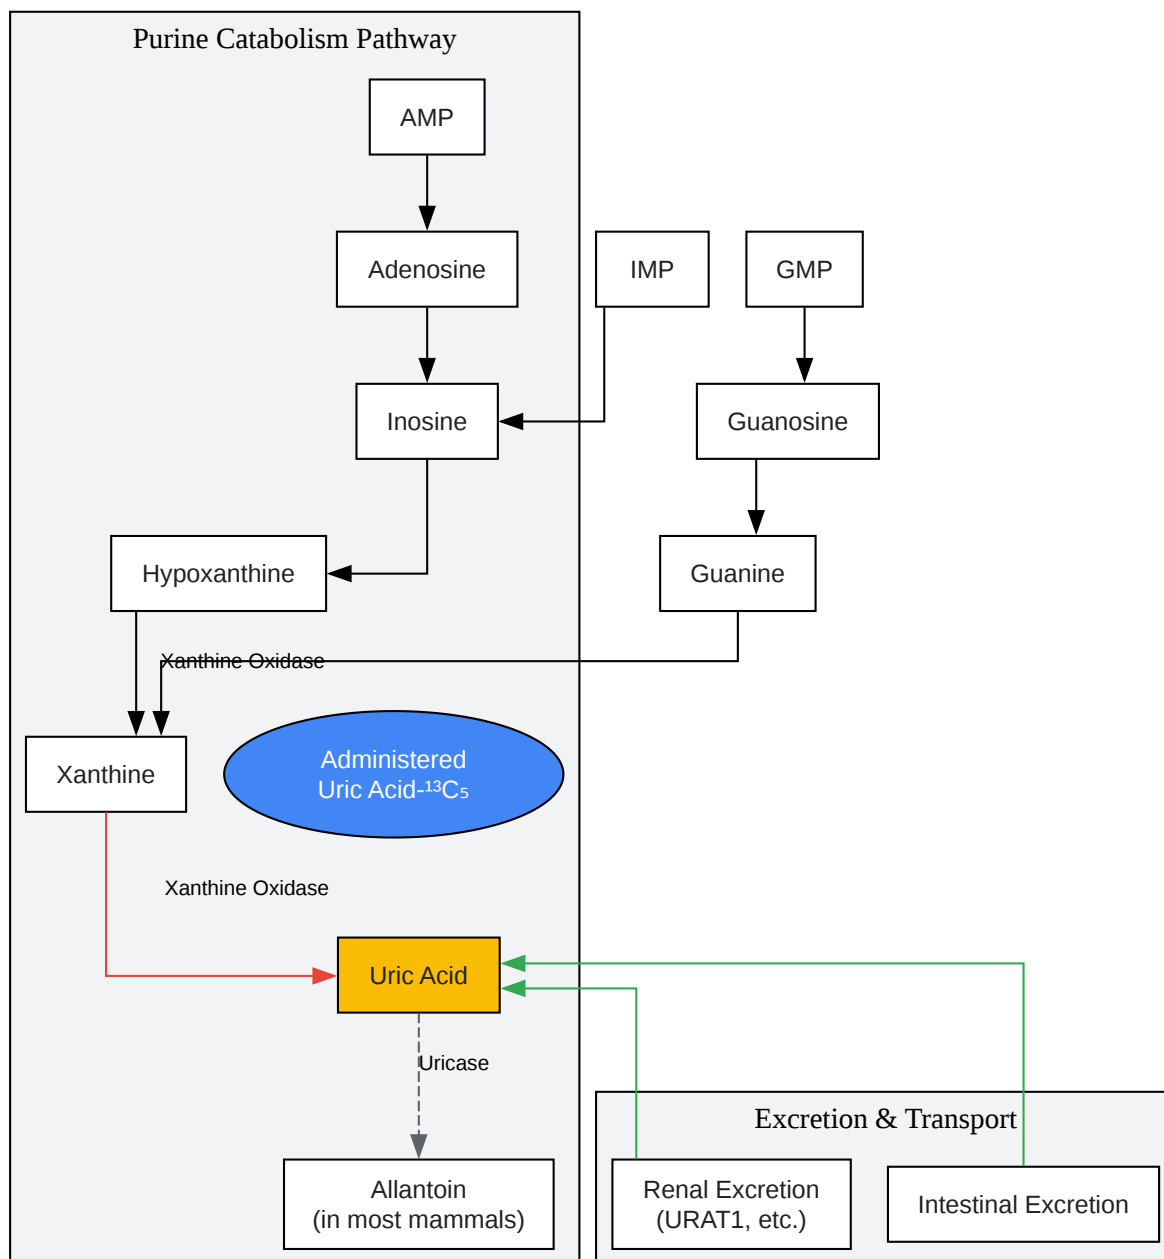 Purine Catabolism Pathway
AMP
Adenosine
IMP
GMP
Inosine
Guanosine
Hypoxanthine
Guanine
Xanthine Oxidase
Xanthine
Administered
Uric Acid-¹³C₅
Xanthine Oxidase
Uric Acid
Uricase
Excretion & Transport
Allantoin
(in most mammals)
Renal Excretion
(URAT1, etc.)
Intestinal Excretion